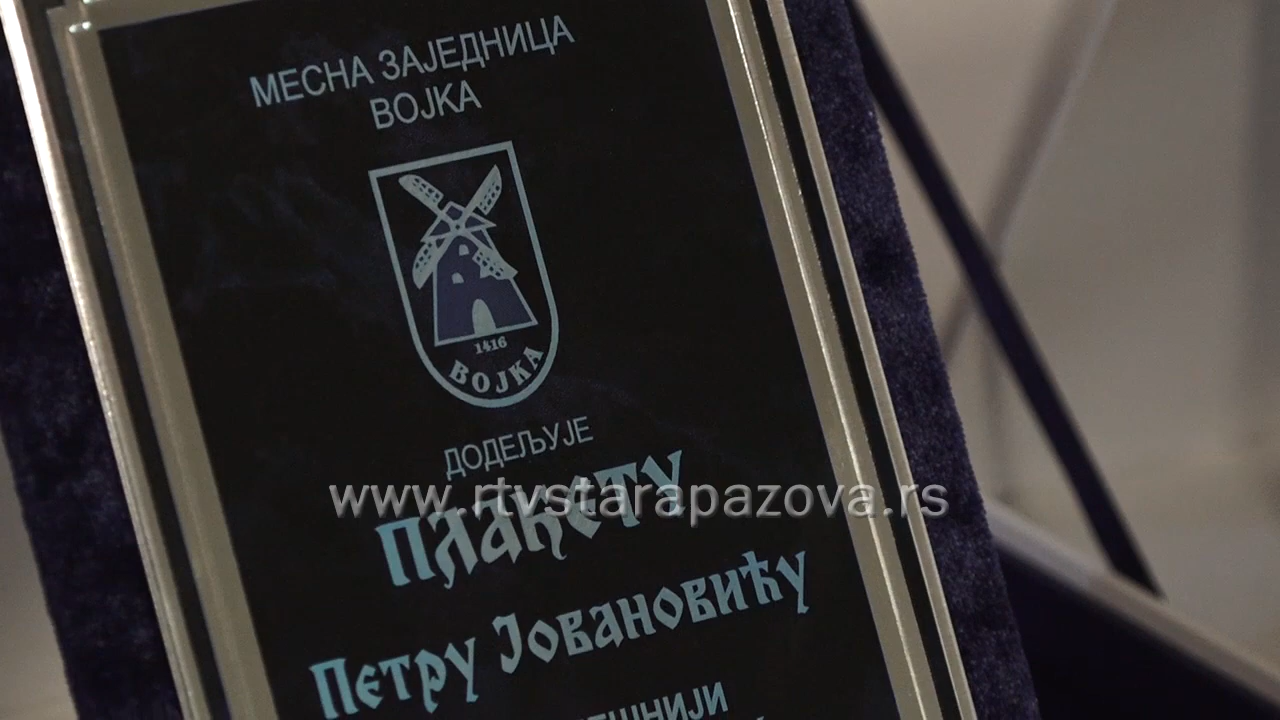 МЕСНА ЗАЈЕДНИЦА
ВОЈКА
1416
ВОЈКА
ДОДЕЉУЈЕ
ПЛАКЕТУ
www.rtvstarapazova.rs
Петру Јовановићу